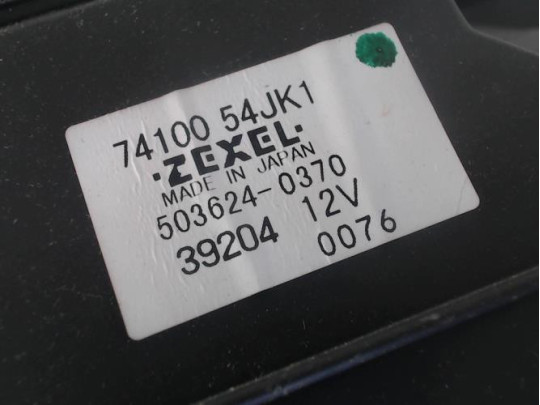 74100 54JK1
·ZEXEL·
MADE IN JAPAN
503624-0370
39204 12V
0076